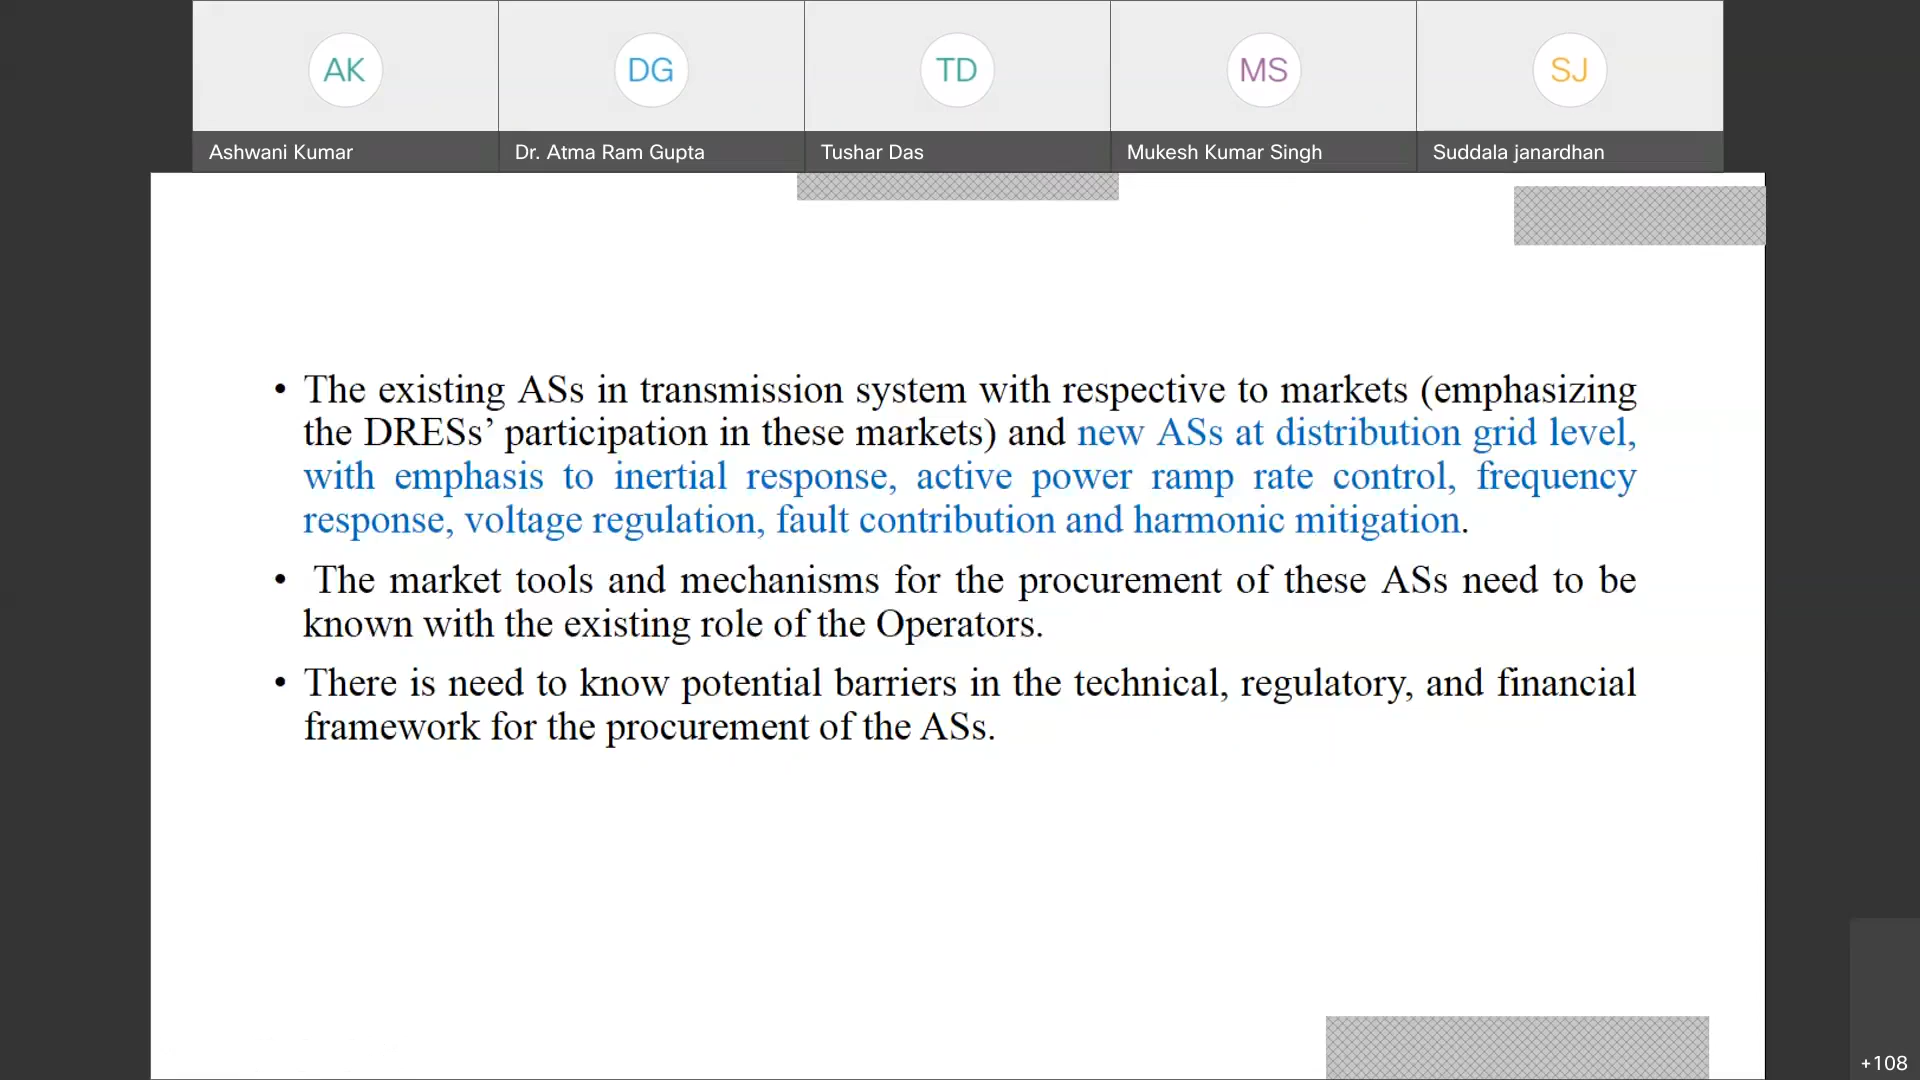 AK
DG
TD
MS
SJ
Ashwani Kumar
Dr. Atma Ram Gupta
Tushar Das
Mukesh Kumar Singh
Suddala janardhan
• The existing ASs in transmission system with respective to markets (emphasizing
the DRESs’ participation in these markets) and new ASs at distribution grid level,
with emphasis to inertial response, active power ramp rate control, frequency
response, voltage regulation, fault contribution and harmonic mitigation.
• The market tools and mechanisms for the procurement of these ASs need to be
known with the existing role of the Operators.
• There is need to know potential barriers in the technical, regulatory, and financial
framework for the procurement of the ASs.
+108